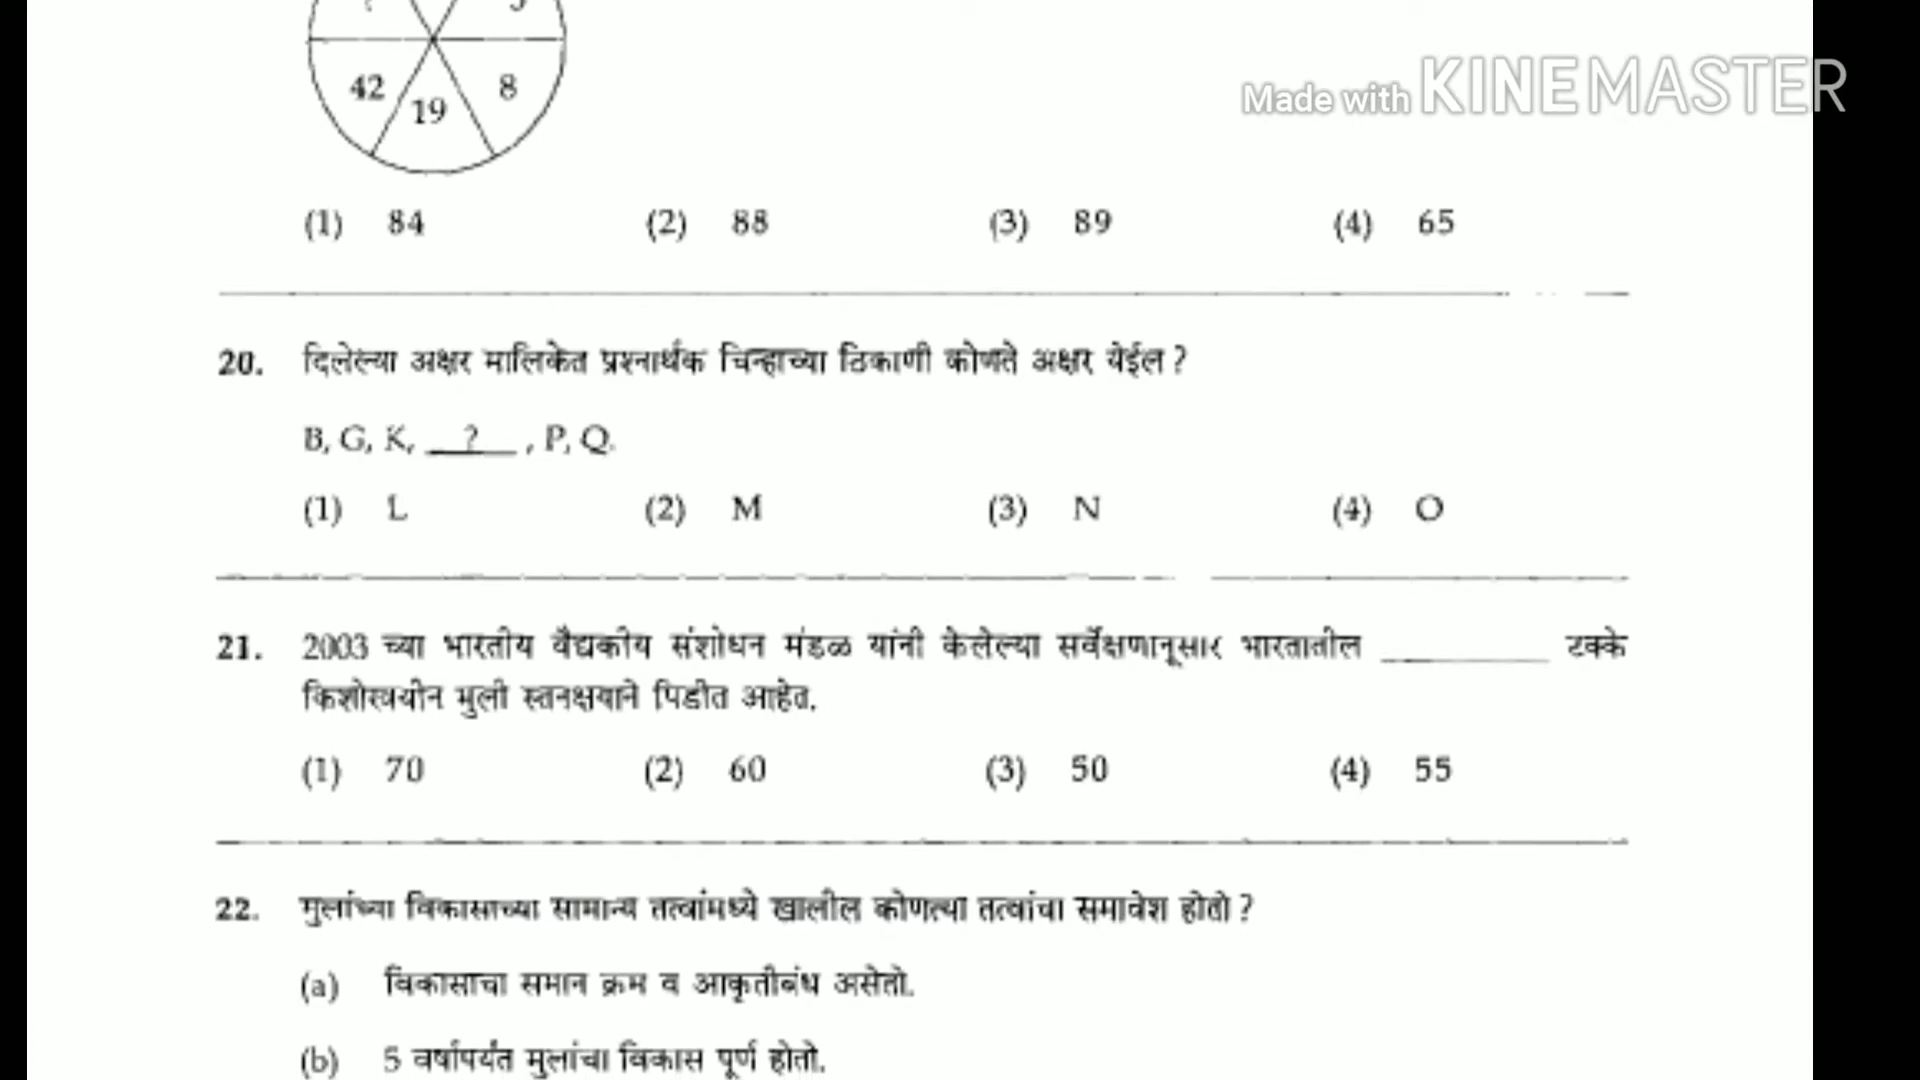 ?
42
19
8
Made with KINEMASTER
(1) 84 (2) 88 (3) 89 (4) 65
20. दिलेल्या अक्षर मालिकेत प्रश्नार्थक चिन्हाच्या ठिकाणी कोणते अक्षर येईल ?
B, G, K, ? , P, Q.
(1) L (2) M (3) N (4) O
21. 2003 च्या भारतीय वैद्यकीय संशोधन मंडळ यांनी केलेल्या सर्वेक्षणानूसार भारतातील ________ टक्के
किशोरवयीन मुली स्तनक्षयाने पिडीत आहेत.
(1) 70 (2) 60 (3) 50 (4) 55
22. मुलांच्या विकासाच्या सामान्य तत्वांमध्ये खालील कोणत्या तत्वांचा समावेश होतो ?
(a) विकासाचा समान क्रम व आकृतीबंध असेतो.
(b) 5 वर्षापर्यंत मुलांचा विकास पूर्ण होतो.